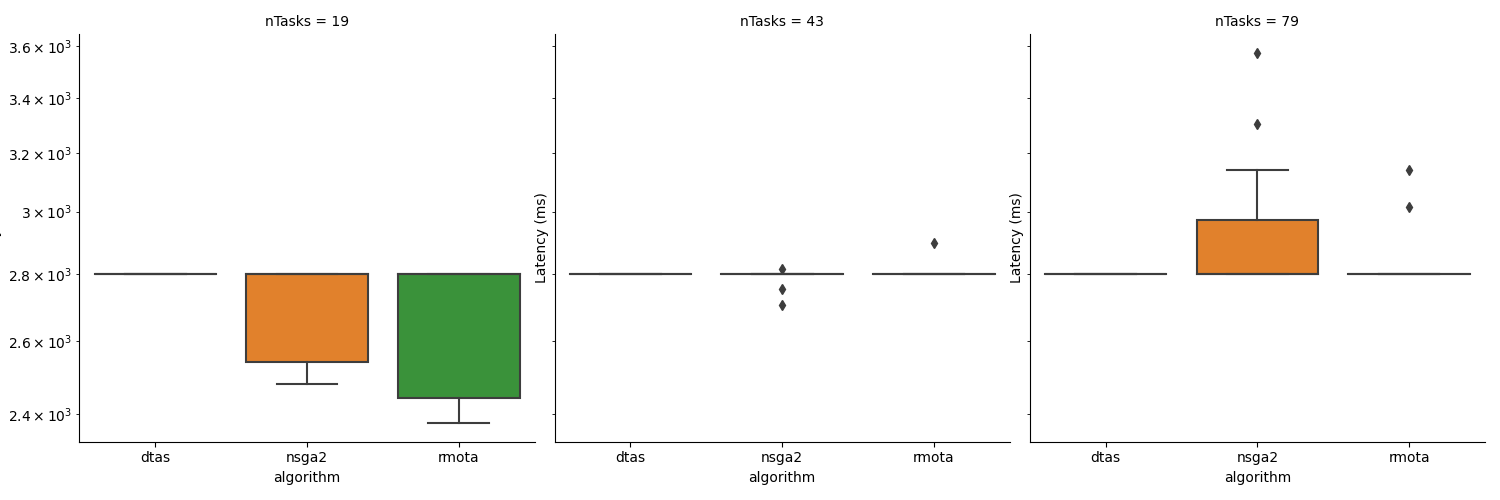 nTasks = 19
nTasks = 43
nTasks = 79
3.6 × 10³
3.4 × 10³
3.2 × 10³
3 × 10³
2.8 × 10³
2.6 × 10³
2.4 × 10³
Latency (ms)
Latency (ms)
dtas nsga2 rmota
algorithm
dtas nsga2 rmota
algorithm
dtas nsga2 rmota
algorithm